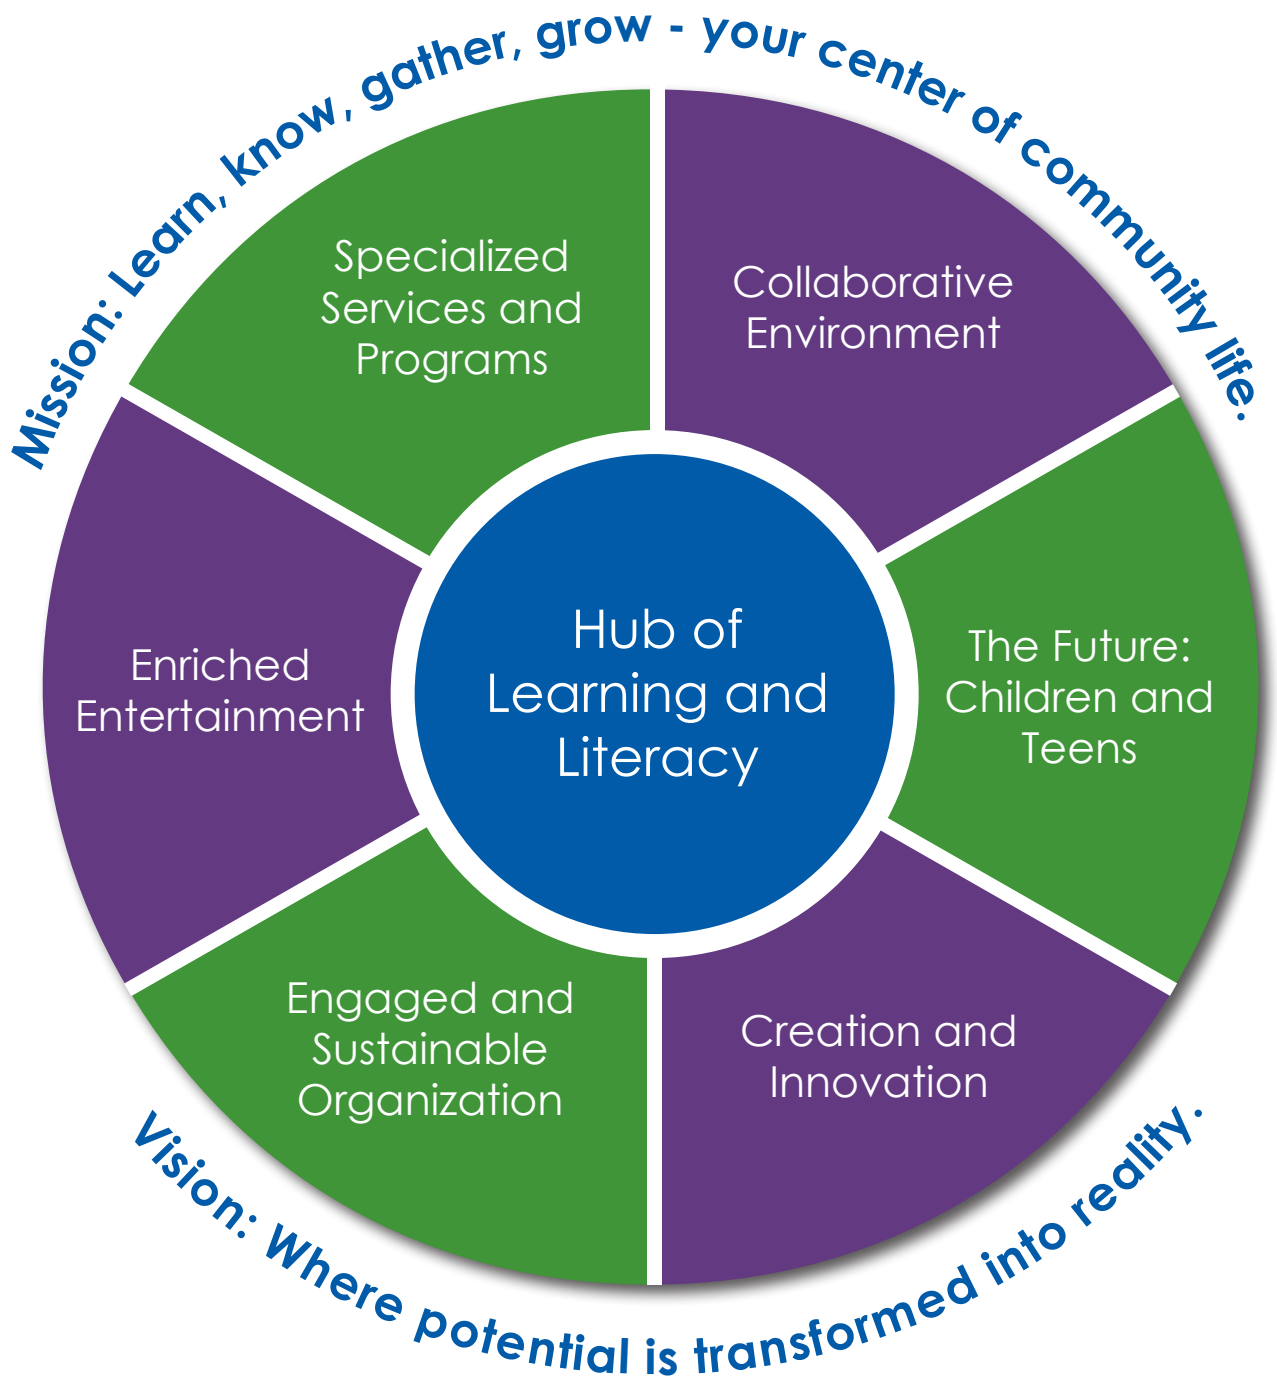 Mission: Learn, know, gather, grow - your center of community life.
Specialized
Services and
Programs
Collaborative
Environment
Enriched
Entertainment
Hub of
Learning and
Literacy
The Future:
Children and
Teens
Engaged and
Sustainable
Organization
Creation and
Innovation
Vision: Where potential is transformed into reality.